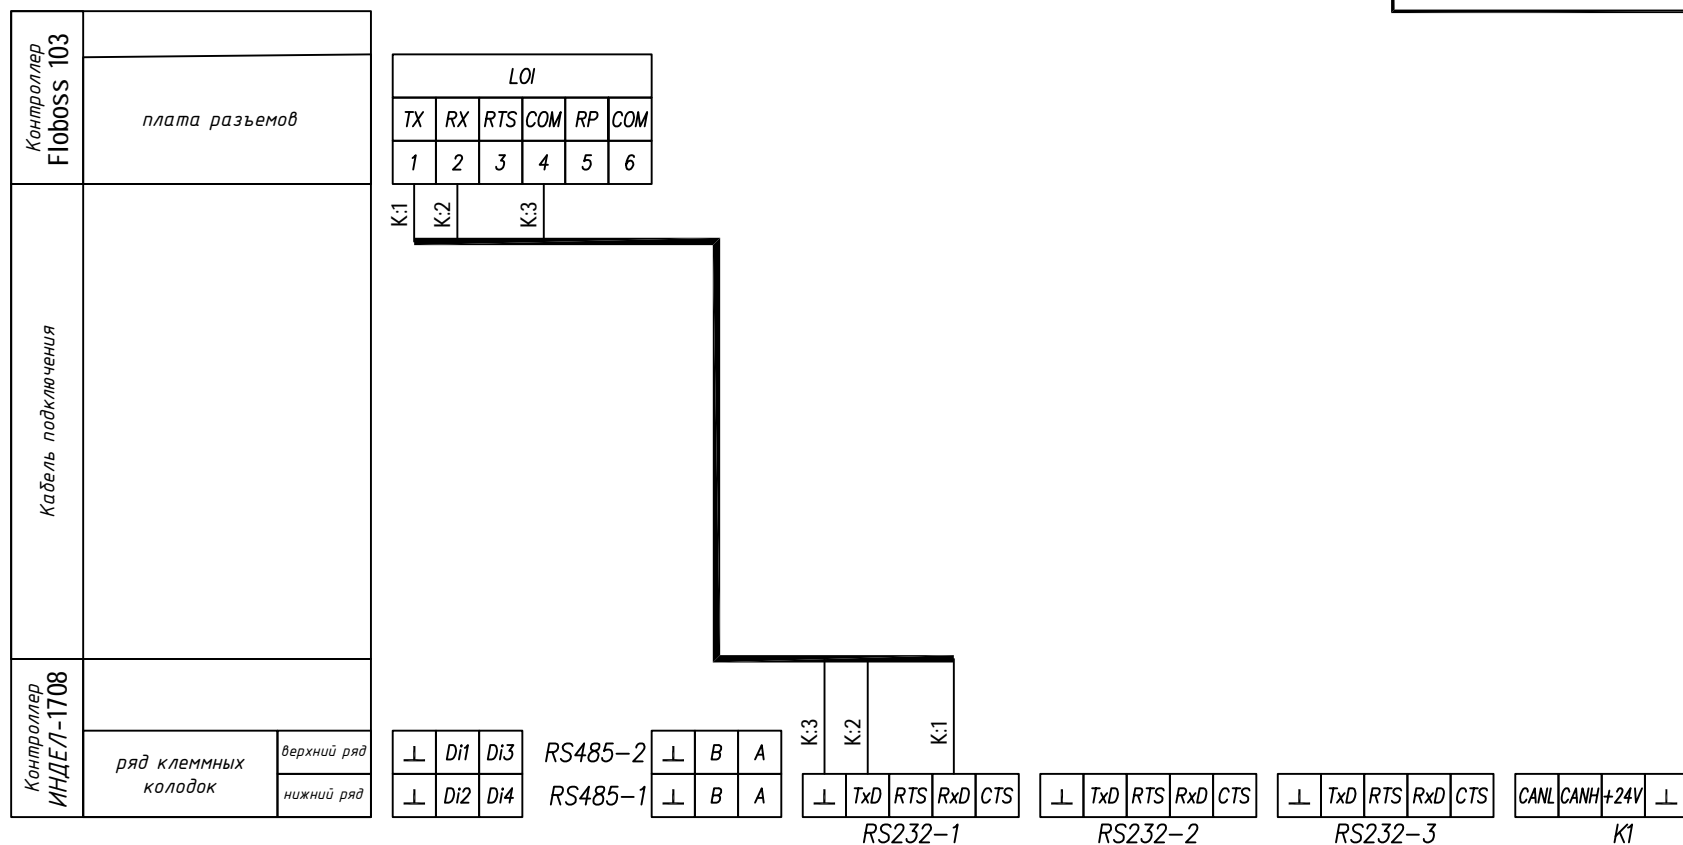 Контроллер
Floboss 103
плата разъемов
LOI
TX RX RTS COM RP COM
1 2 3 4 5 6
K:1 K:2 K:3
Кабель подключения
Контроллер
ИНДЕЛ-1708
ряд клеммных
колодок
верхний ряд
нижний ряд
K:3 K:2 K:1
⊥ Di1 Di3 RS485-2 ⊥ B A
⊥ Di2 Di4 RS485-1 ⊥ B A
⊥ TxD RTS RxD CTS ⊥ TxD RTS RxD CTS ⊥ TxD RTS RxD CTS CANL CANH +24V ⊥
RS232-1 RS232-2 RS232-3 K1